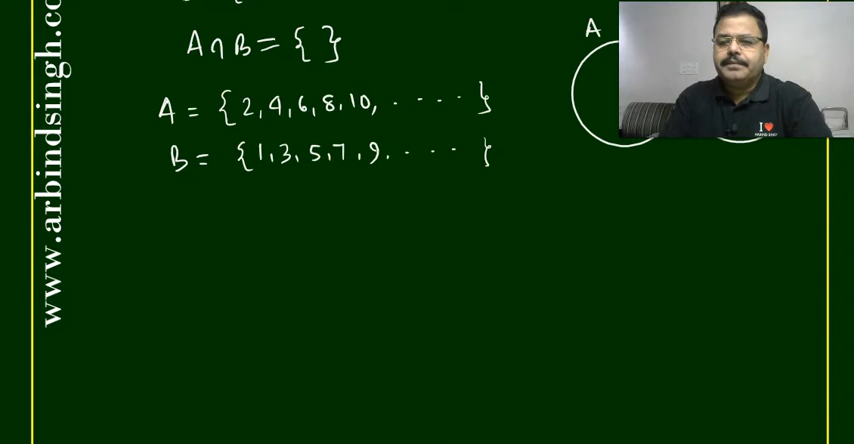 A∩B = { }
A
A = {2,4,6,8,10, . . . . . }
B = {1,3,5,7,9, . . . . }
www.arbindsingh.co
I ❤